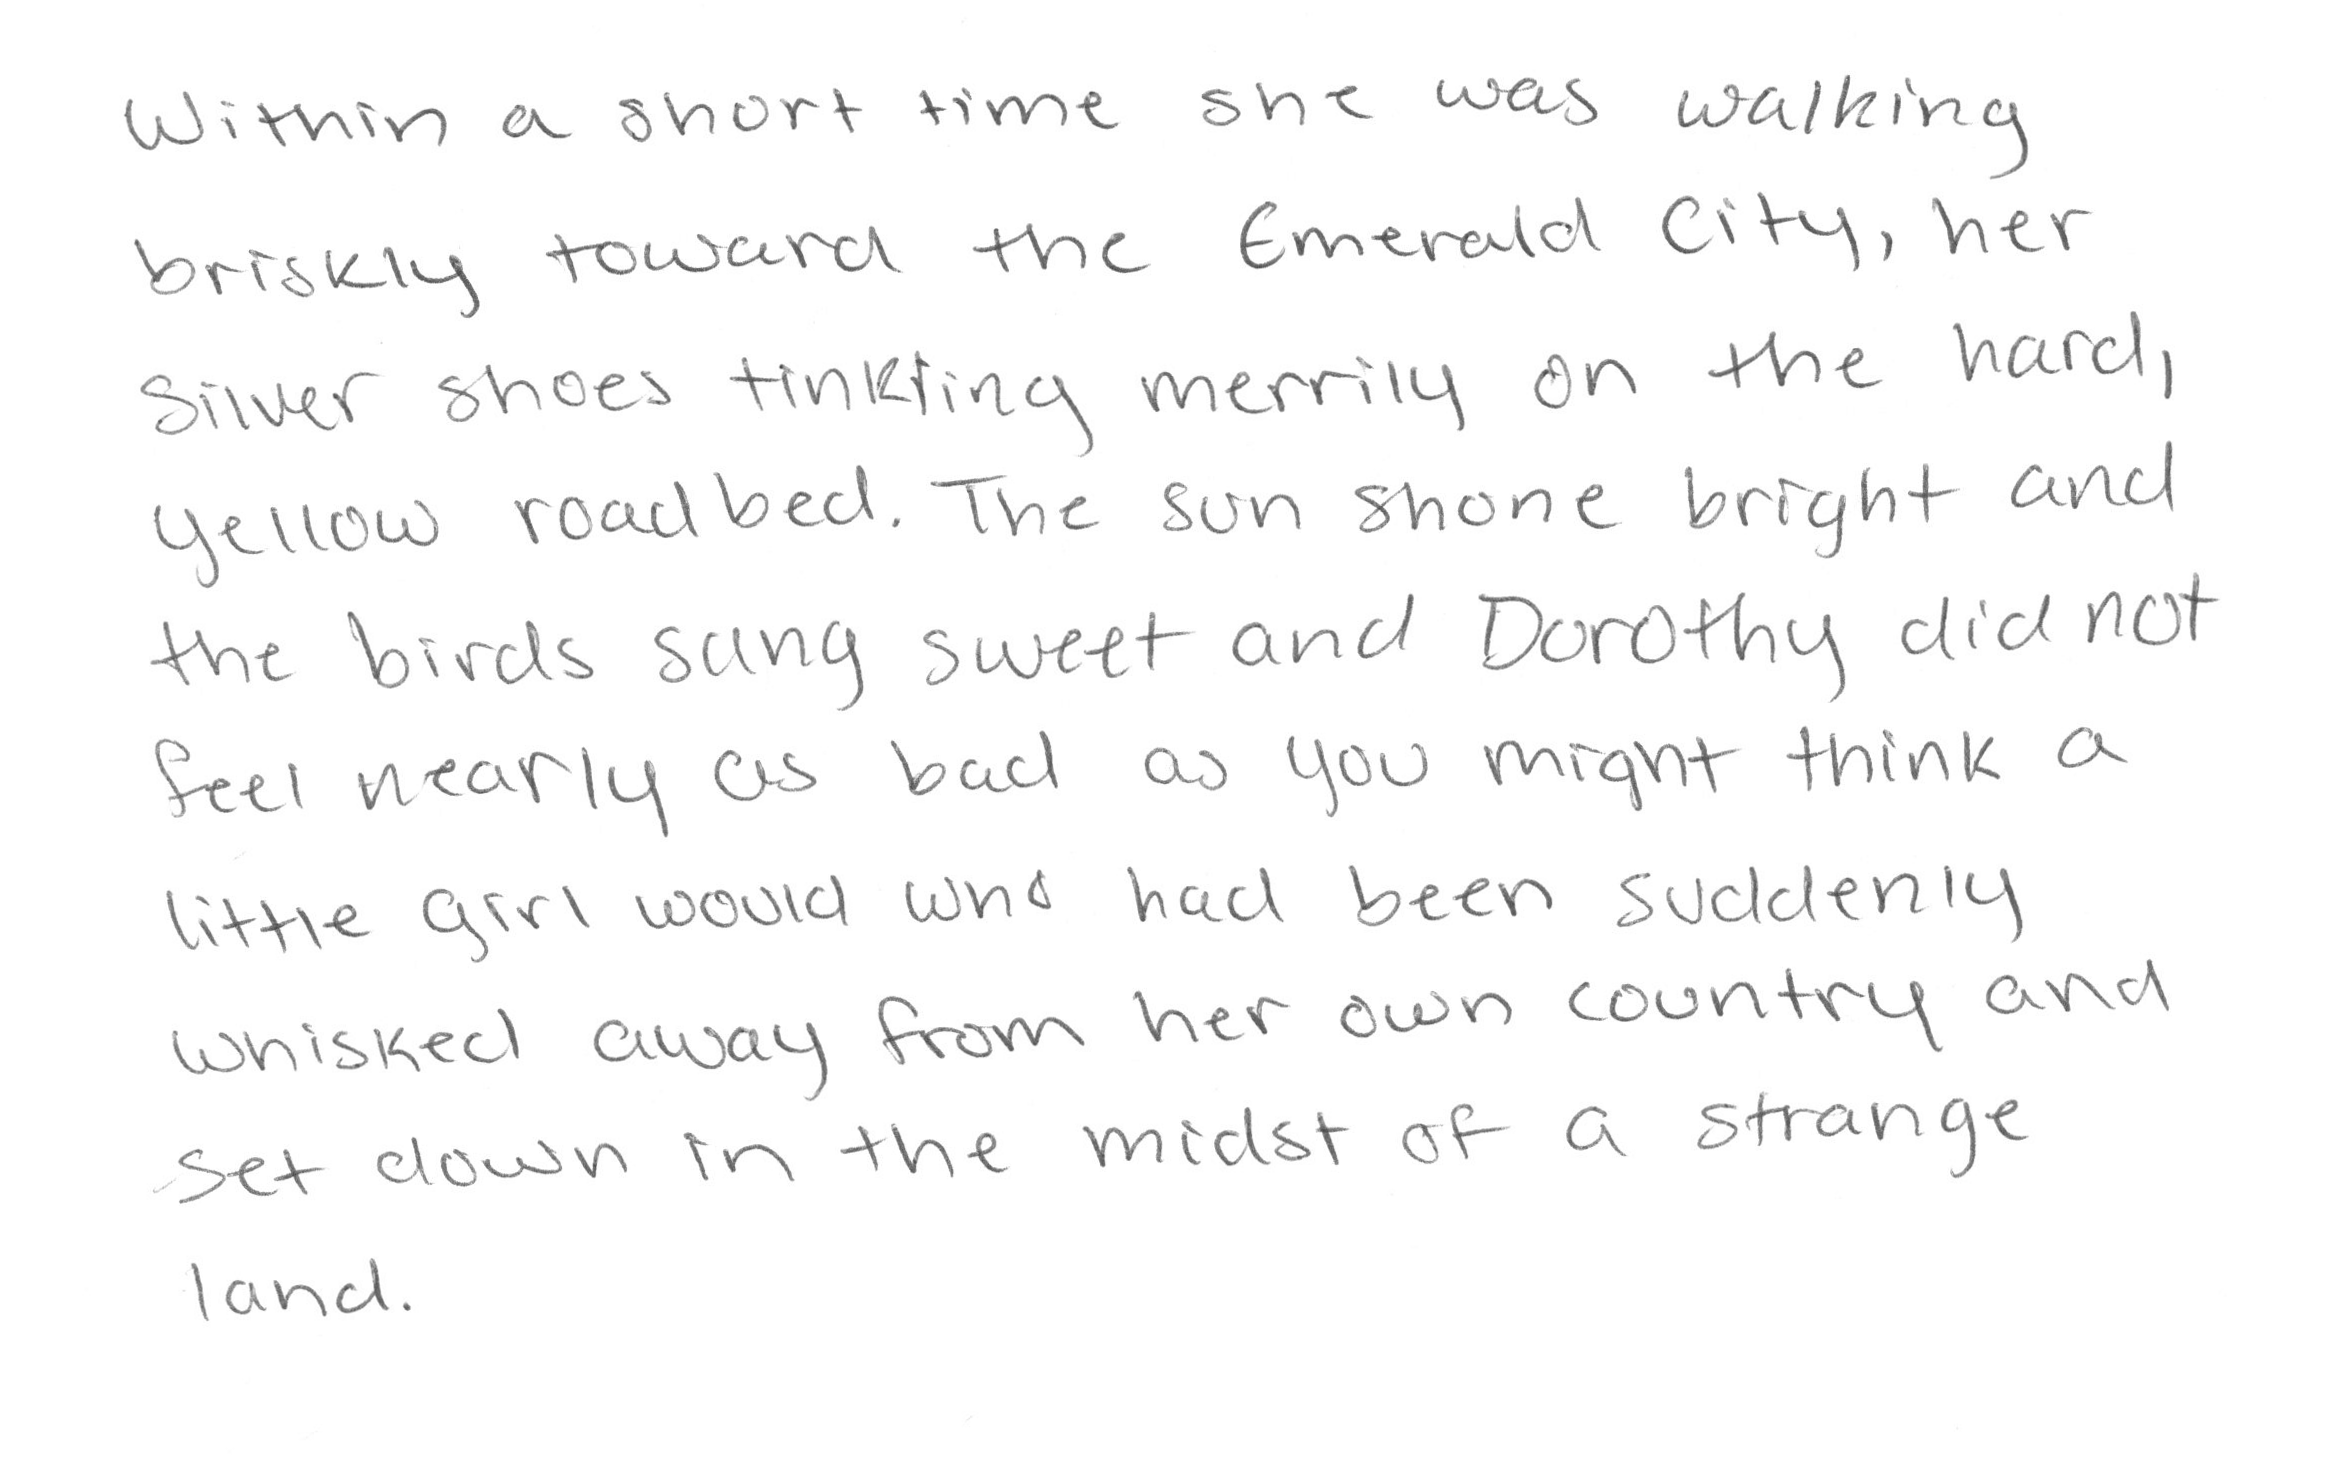 Within a short time she was walking
briskly toward the Emerald City, her
Silver shoes tinkling merrily on the hard,
yellow roadbed. The sun shone bright and
the birds sang sweet and Dorothy did not
feel nearly as bad as you might think a
little girl would who had been suddenly
whisked away from her own country and
set down in the midst of a strange
land.